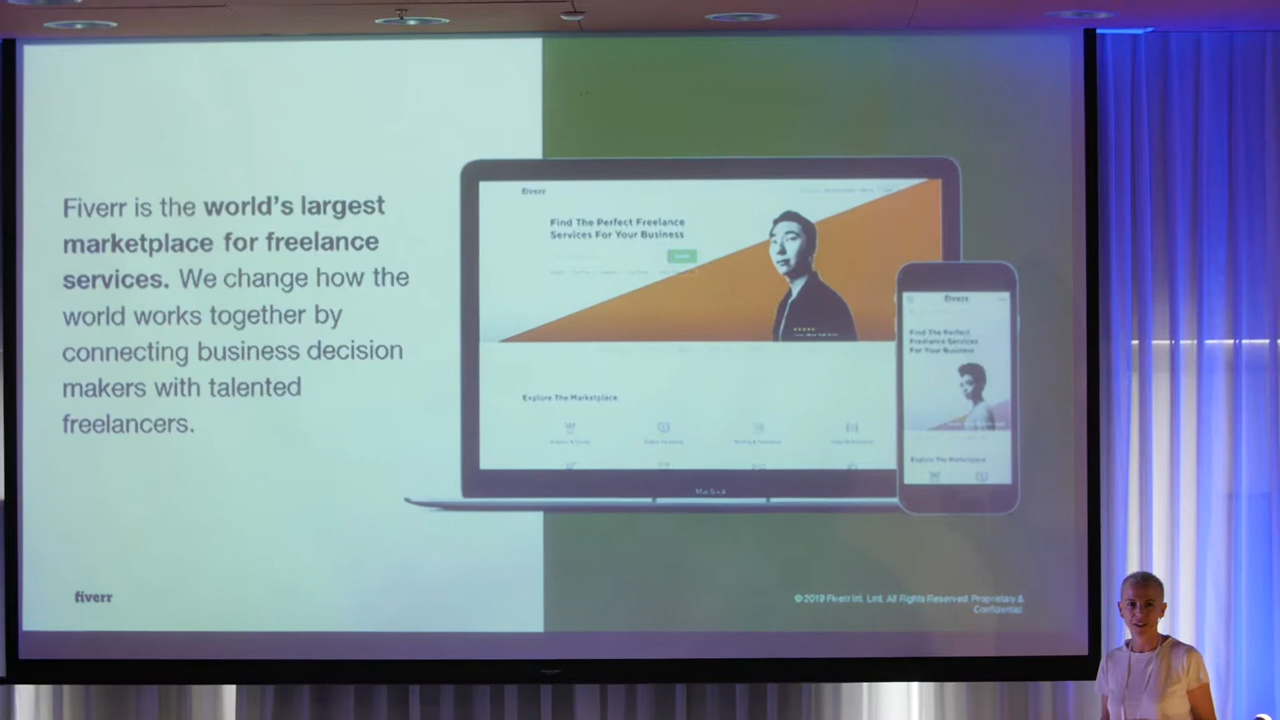 Fiverr is the world's largest
marketplace for freelance
services. We change how the
world works together by
connecting business decision
makers with talented
freelancers.
fiverr
Find The Perfect Freelance
Services For Your Business
Explore The Marketplace
fiverr
Find The Perfect
Freelance Services
For Your Business
Explore The Marketplace
fiverr
© 2019 Fiverr Int. Lmt. All Rights Reserved. Proprietary &
Confidential.